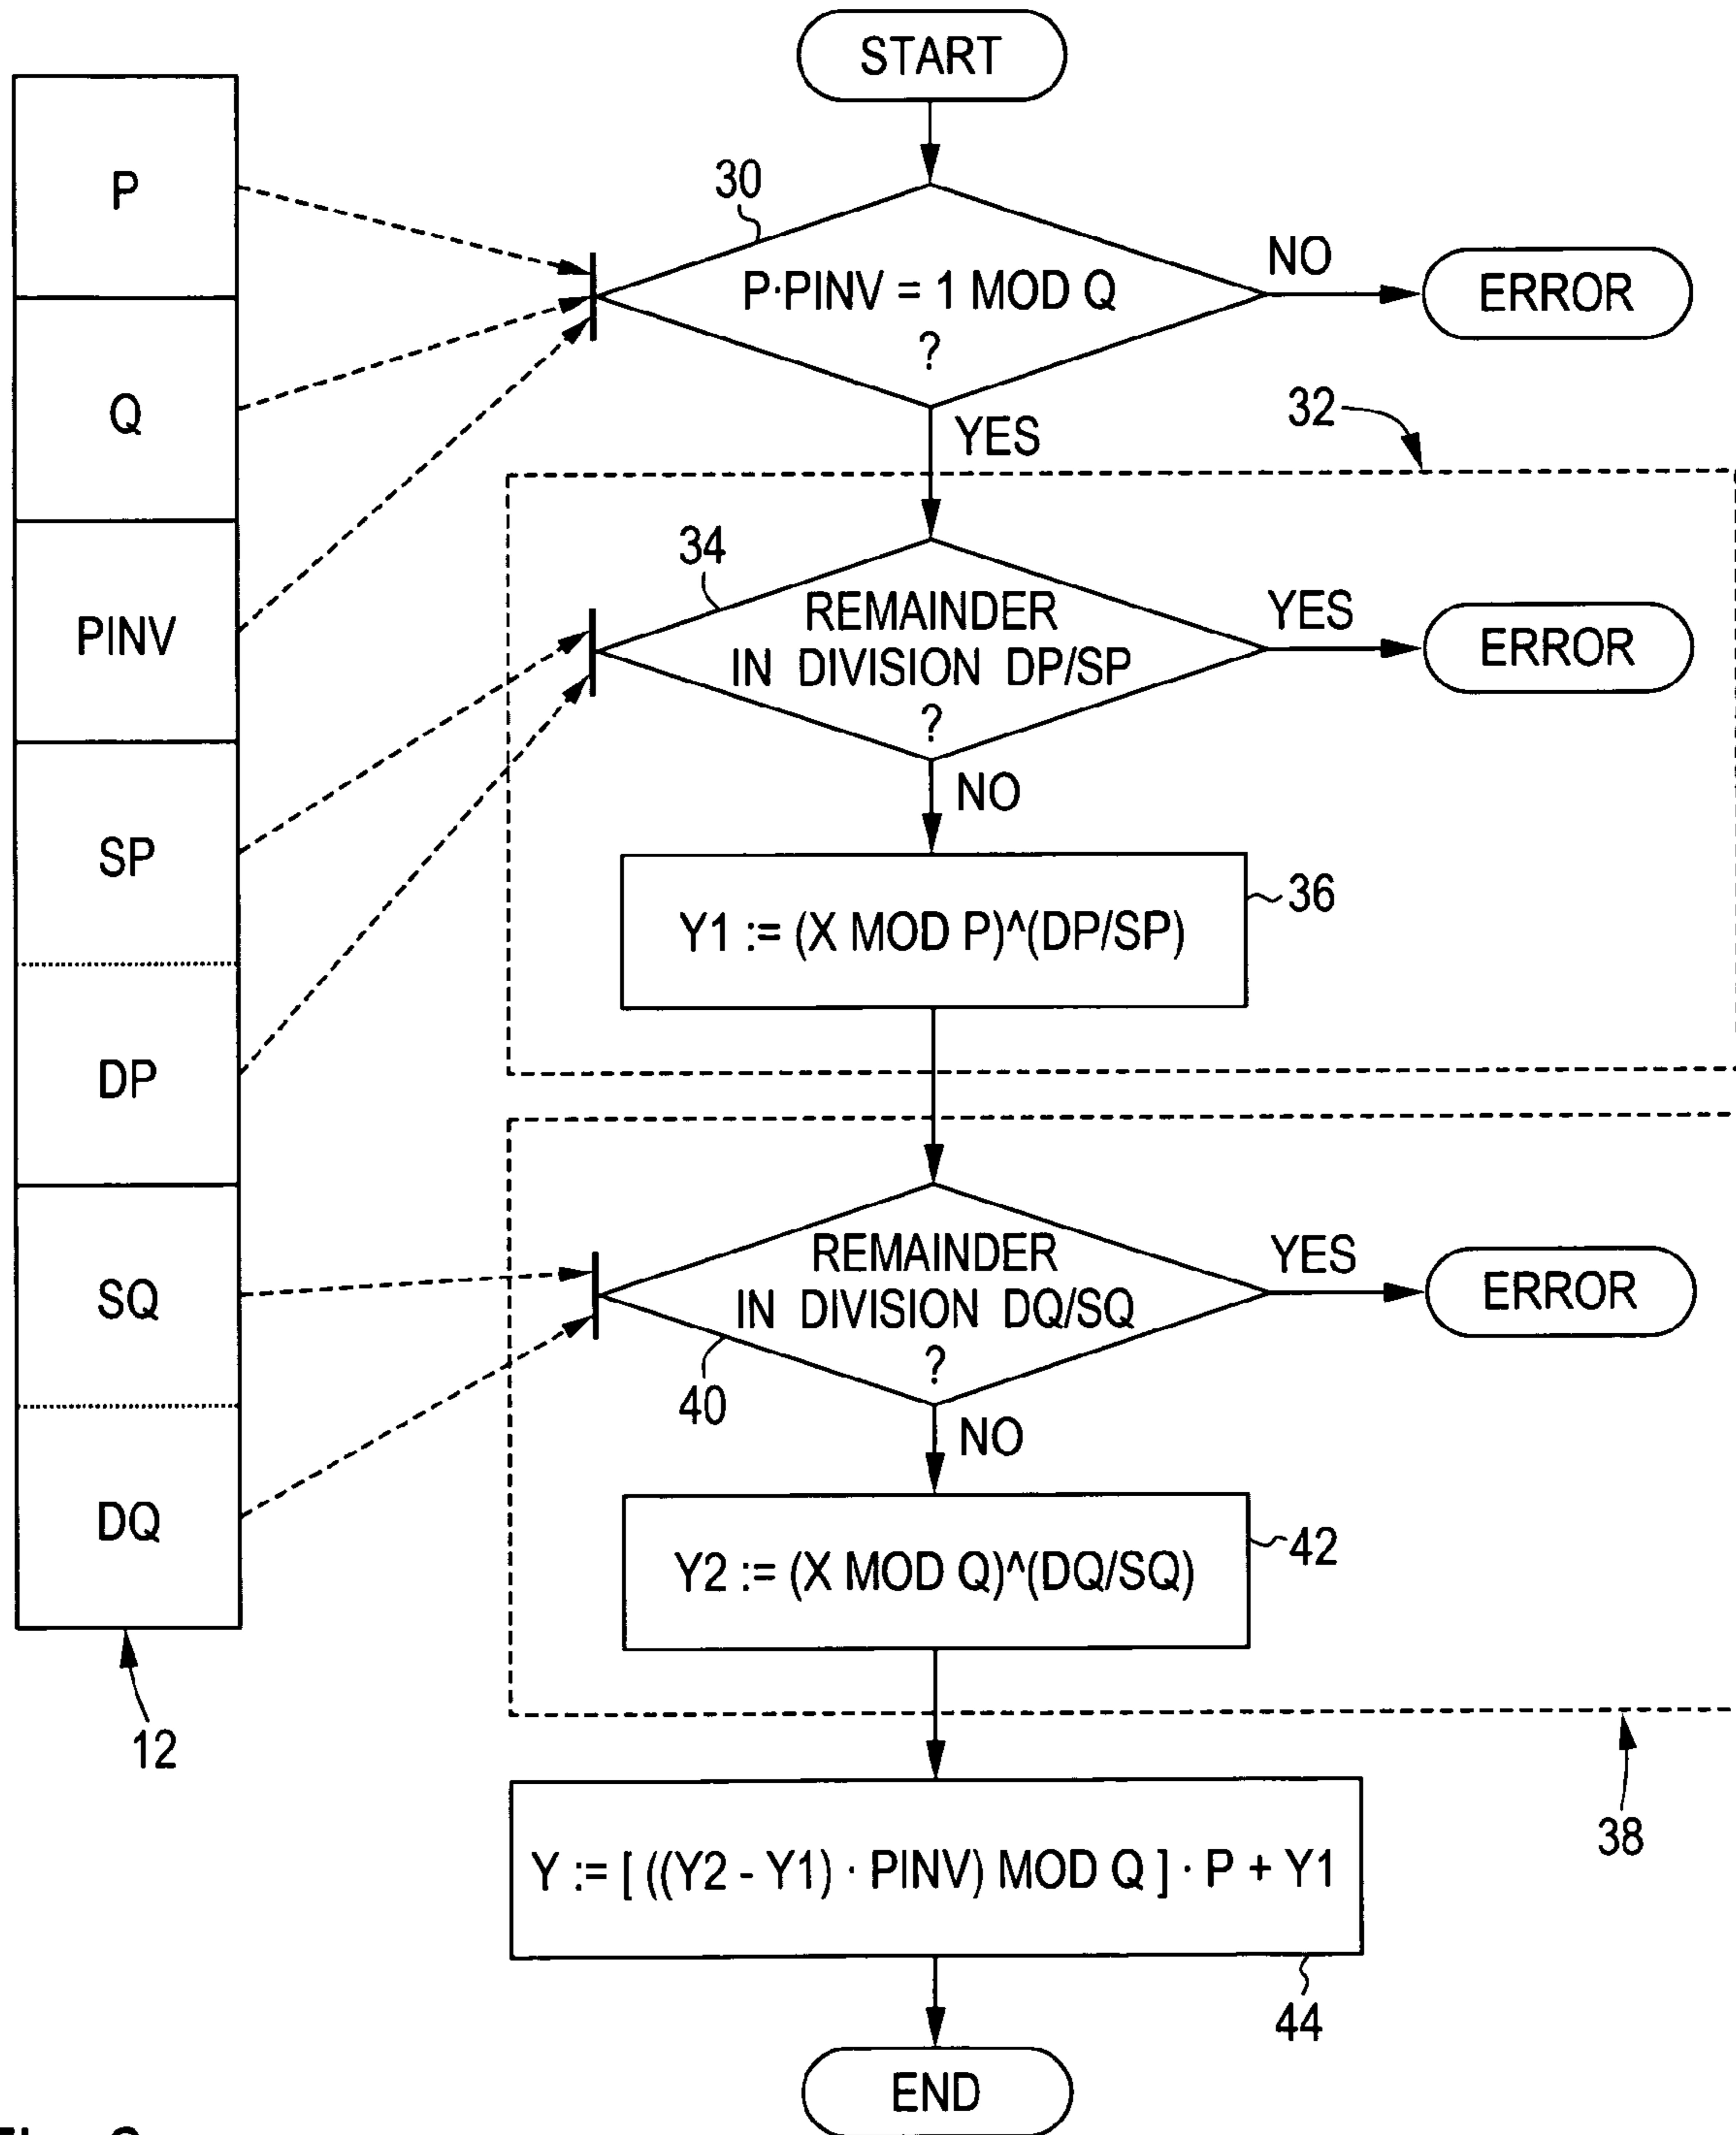 START
P
Q
PINV
SP
DP
SQ
DQ
12
30
P·PINV = 1 MOD Q
?
NO
ERROR
YES
32
34
REMAINDER
IN DIVISION DP/SP
?
YES
ERROR
NO
Y1 := (X MOD P)^(DP/SP)
36
REMAINDER
IN DIVISION DQ/SQ
?
YES
ERROR
40
NO
Y2 := (X MOD Q)^(DQ/SQ)
42
38
Y := [ ((Y2 - Y1) · PINV) MOD Q ] · P + Y1
44
END